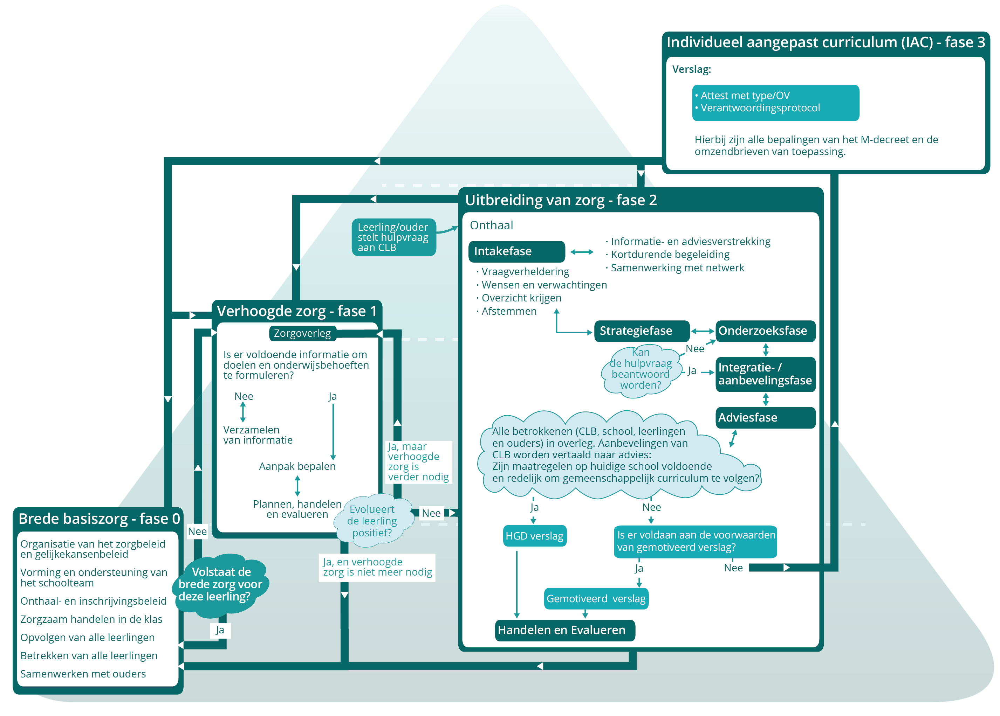 Individueel aangepast curriculum (IAC) - fase 3
Verslag:
• Attest met type/OV
• Verantwoordingsprotocol
Hierbij zijn alle bepalingen van het M-decreet en de
omzendbrieven van toepassing.
Uitbreiding van zorg - fase 2
Leerling/ouder
stelt hulpvraag
aan CLB
Onthaal
Intakefase
· Informatie- en adviesverstrekking
· Kortdurende begeleiding
· Samenwerking met netwerk
· Vraagverheldering
· Wensen en verwachtingen
· Overzicht krijgen
· Afstemmen
Strategiefase
Onderzoeksfase
Kan
de hulpvraag
beantwoord
worden?
Nee
Ja
Integratie- /
aanbevelingsfase
Adviesfase
Alle betrokkenen (CLB, school, leerlingen
en ouders) in overleg. Aanbevelingen van
CLB worden vertaald naar advies:
Zijn maatregelen op huidige school voldoende
en redelijk om gemeenschappelijk curriculum te volgen?
Ja
Nee
HGD verslag
Is er voldaan aan de voorwaarden
van gemotiveerd verslag?
Ja
Nee
Gemotiveerd verslag
Handelen en Evalueren
Verhoogde zorg - fase 1
Zorgoverleg
Is er voldoende informatie om
doelen en onderwijsbehoeften
te formuleren?
Nee
Ja
Verzamelen
van informatie
Aanpak bepalen
Plannen, handelen
en evalueren
Evolueert
de leerling
positief?
Ja, maar
verhoogde
zorg is
verder nodig
Nee
Ja, en verhoogde
zorg is niet meer nodig
Brede basiszorg - fase 0
Organisatie van het zorgbeleid
en gelijkekansenbeleid
Vorming en ondersteuning van
het schoolteam
Onthaal- en inschrijvingsbeleid
Zorgzaam handelen in de klas
Opvolgen van alle leerlingen
Betrekken van alle leerlingen
Samenwerken met ouders
Nee
Volstaat de
brede zorg voor
deze leerling?
Ja